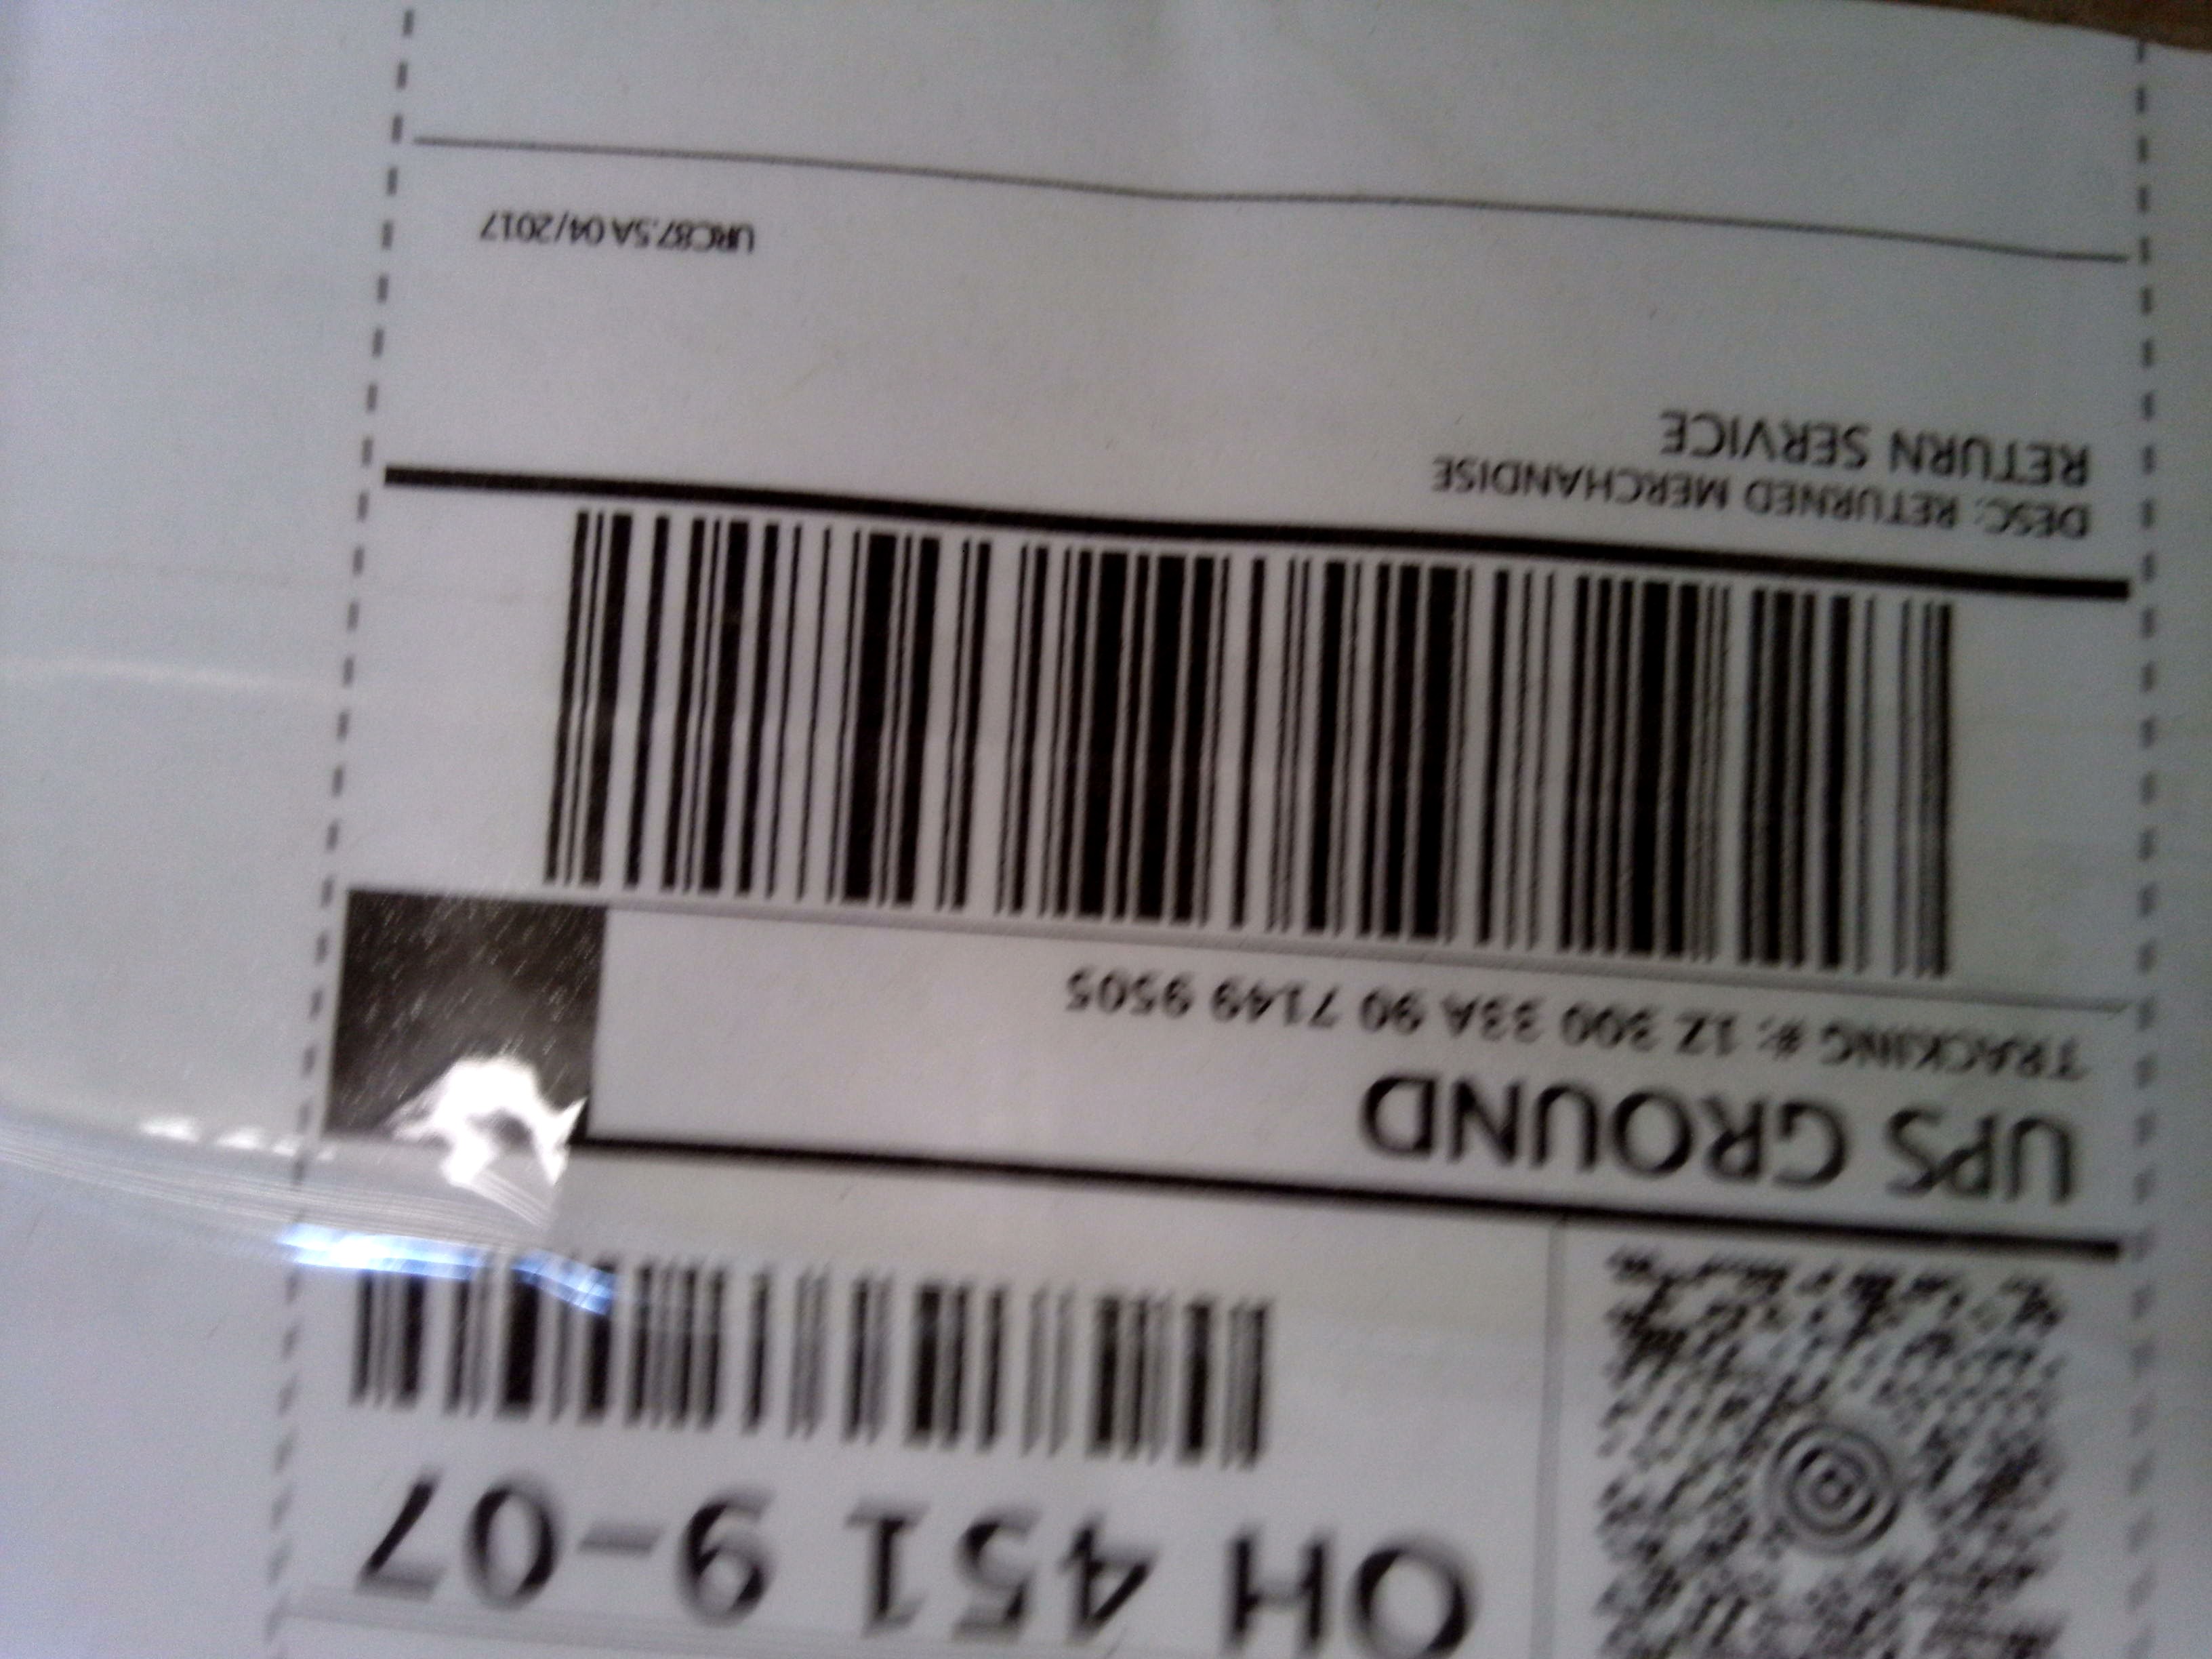 OH 451 9-07
UPS GROUND
TRACKING #: 1Z 300 33A 90 7149 9505
DESC: RETURNED MERCHANDISE
RETURN SERVICE
URC87.5A 04/2017